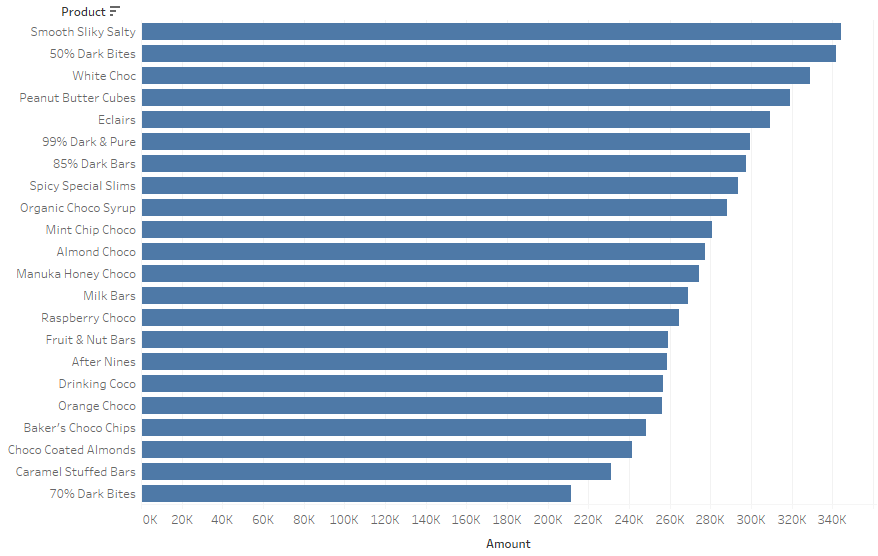 Product
Smooth Sliky Salty
50% Dark Bites
White Choc
Peanut Butter Cubes
Eclairs
99% Dark & Pure
85% Dark Bars
Spicy Special Slims
Organic Choco Syrup
Mint Chip Choco
Almond Choco
Manuka Honey Choco
Milk Bars
Raspberry Choco
Fruit & Nut Bars
After Nines
Drinking Coco
Orange Choco
Baker's Choco Chips
Choco Coated Almonds
Caramel Stuffed Bars
70% Dark Bites
0K 20K 40K 60K 80K 100K 120K 140K 160K 180K 200K 220K 240K 260K 280K 300K 320K 340K
Amount